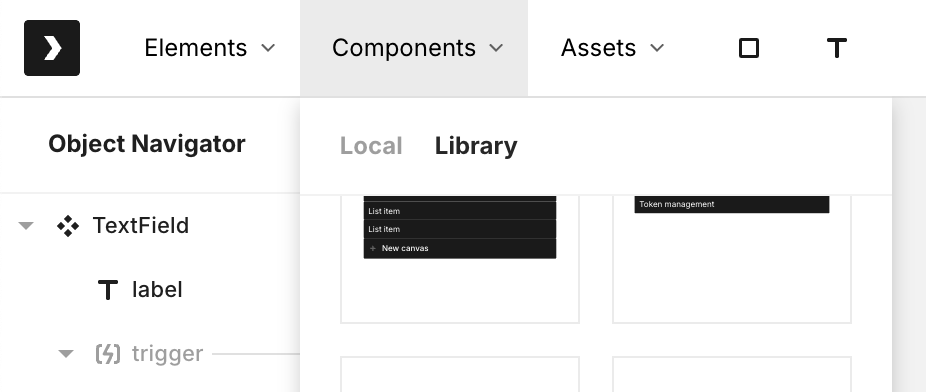 Elements
Components
Assets
Object Navigator
Local
Library
List item
List item
+ New canvas
Token management
TextField
label
trigger